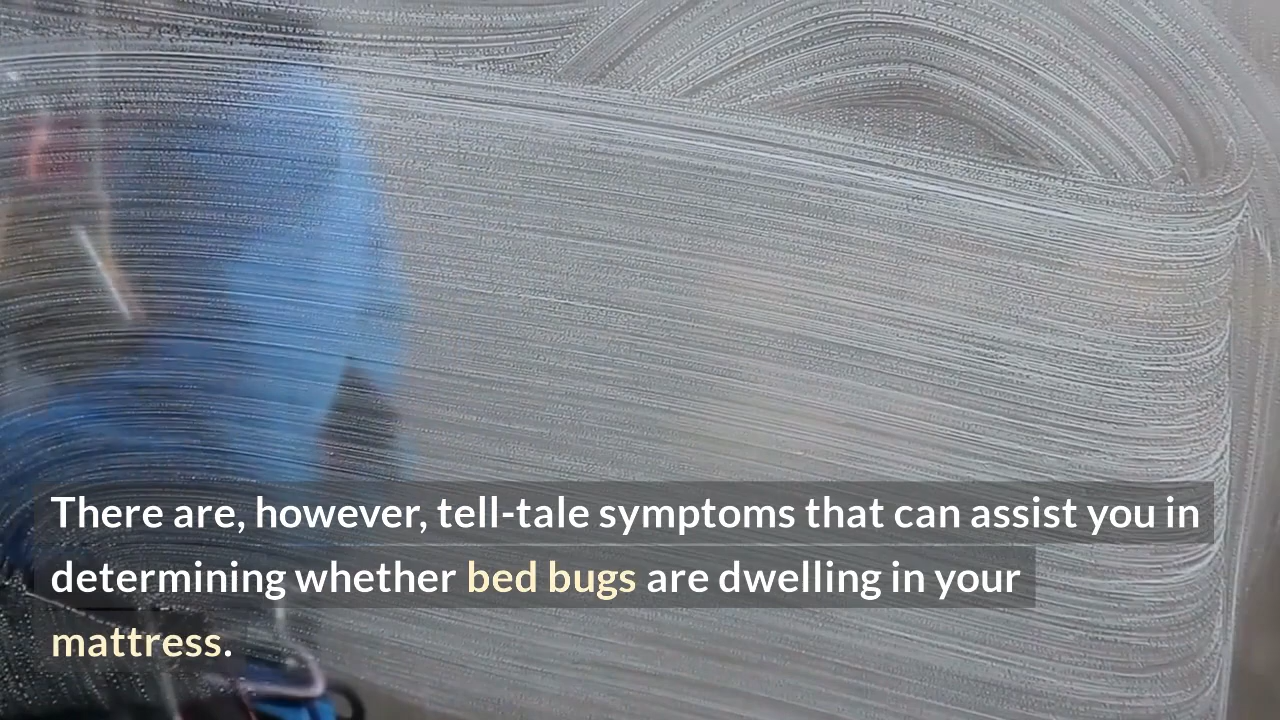 There are, however, tell-tale symptoms that can assist you in
determining whether bed bugs are dwelling in your
mattress.